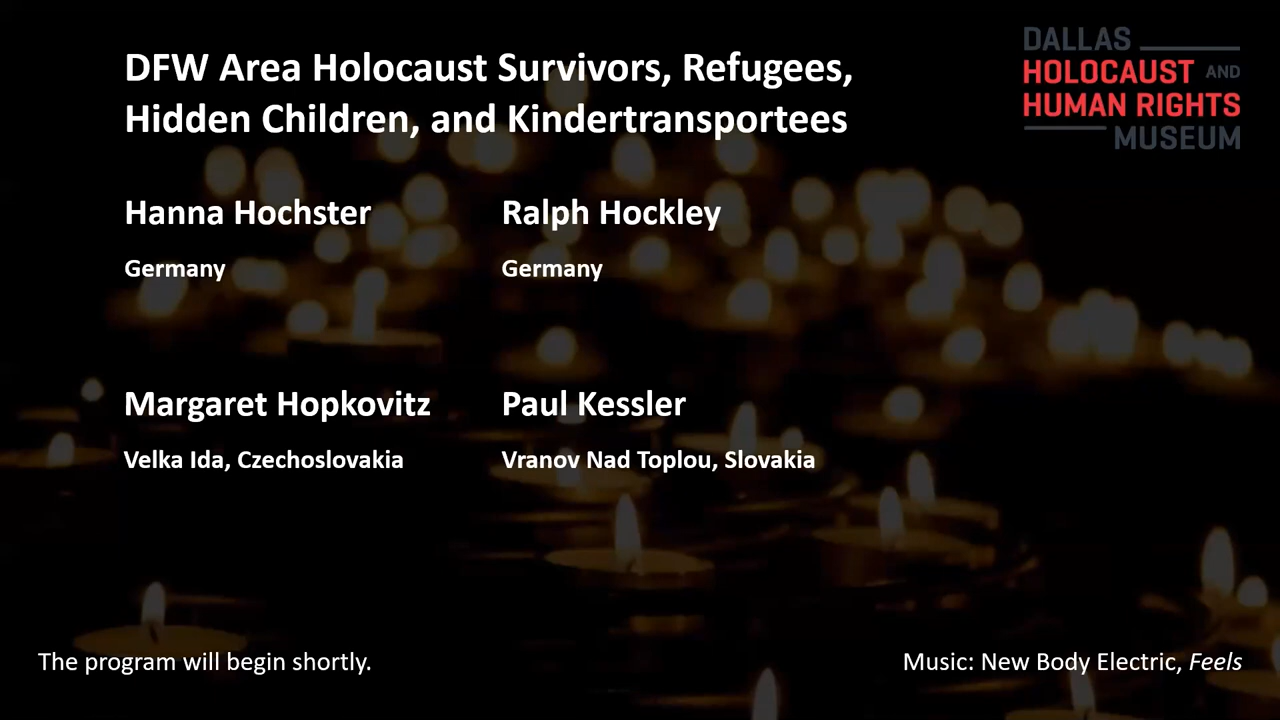 DFW Area Holocaust Survivors, Refugees,
Hidden Children, and Kindertransportees
DALLAS
HOLOCAUST AND
HUMAN RIGHTS
MUSEUM
Hanna Hochster
Germany
Ralph Hockley
Germany
Margaret Hopkovitz
Velka Ida, Czechoslovakia
Paul Kessler
Vranov Nad Toplou, Slovakia
The program will begin shortly.
Music: New Body Electric, Feels